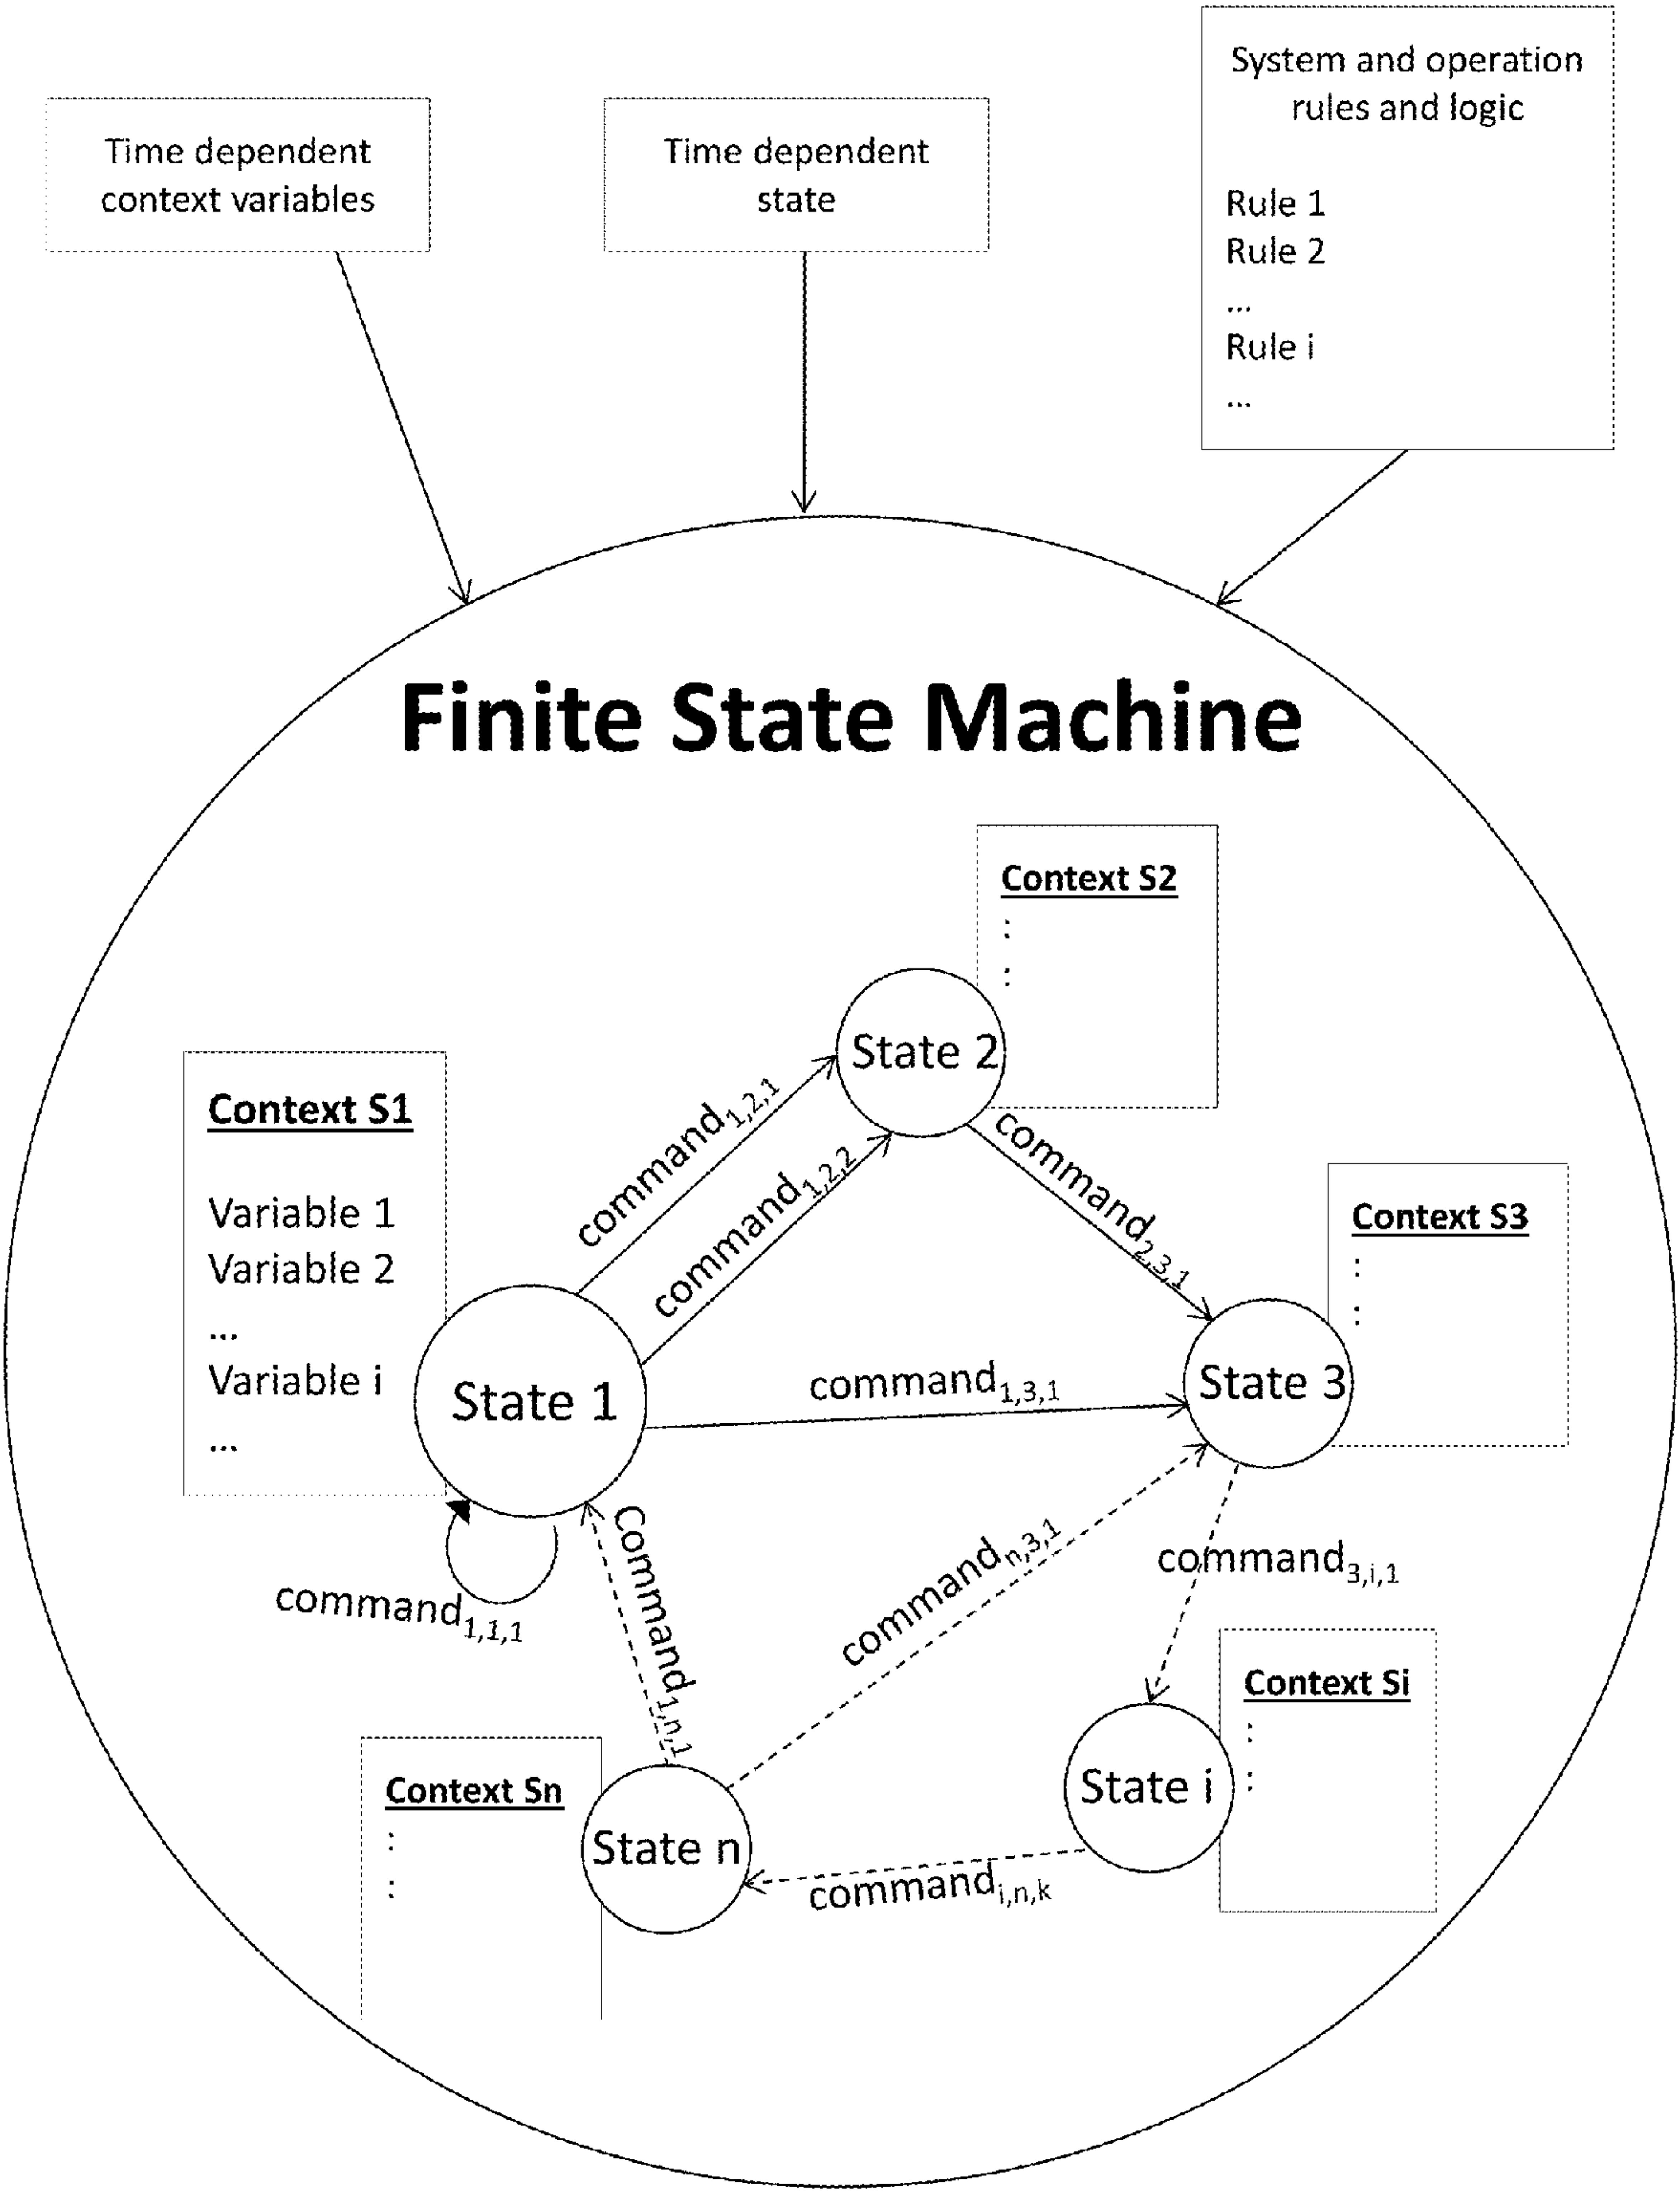 Time dependent
context variables
Time dependent
state
System and operation
rules and logic
Rule 1
Rule 2
...
Rule i
...
Finite State Machine
Context S2
:
:
State 2
Context S1
Variable 1
Variable 2
...
Variable i
...
command1,2,1
command1,2,2
command2,3,1
Context S3
:
:
State 1
command1,3,1
State 3
command1,1,1
Command1,n,1
commandn,3,1
command3,i,1
Context Si
:
:
State i
Context Sn
:
:
State n
commandi,n,k